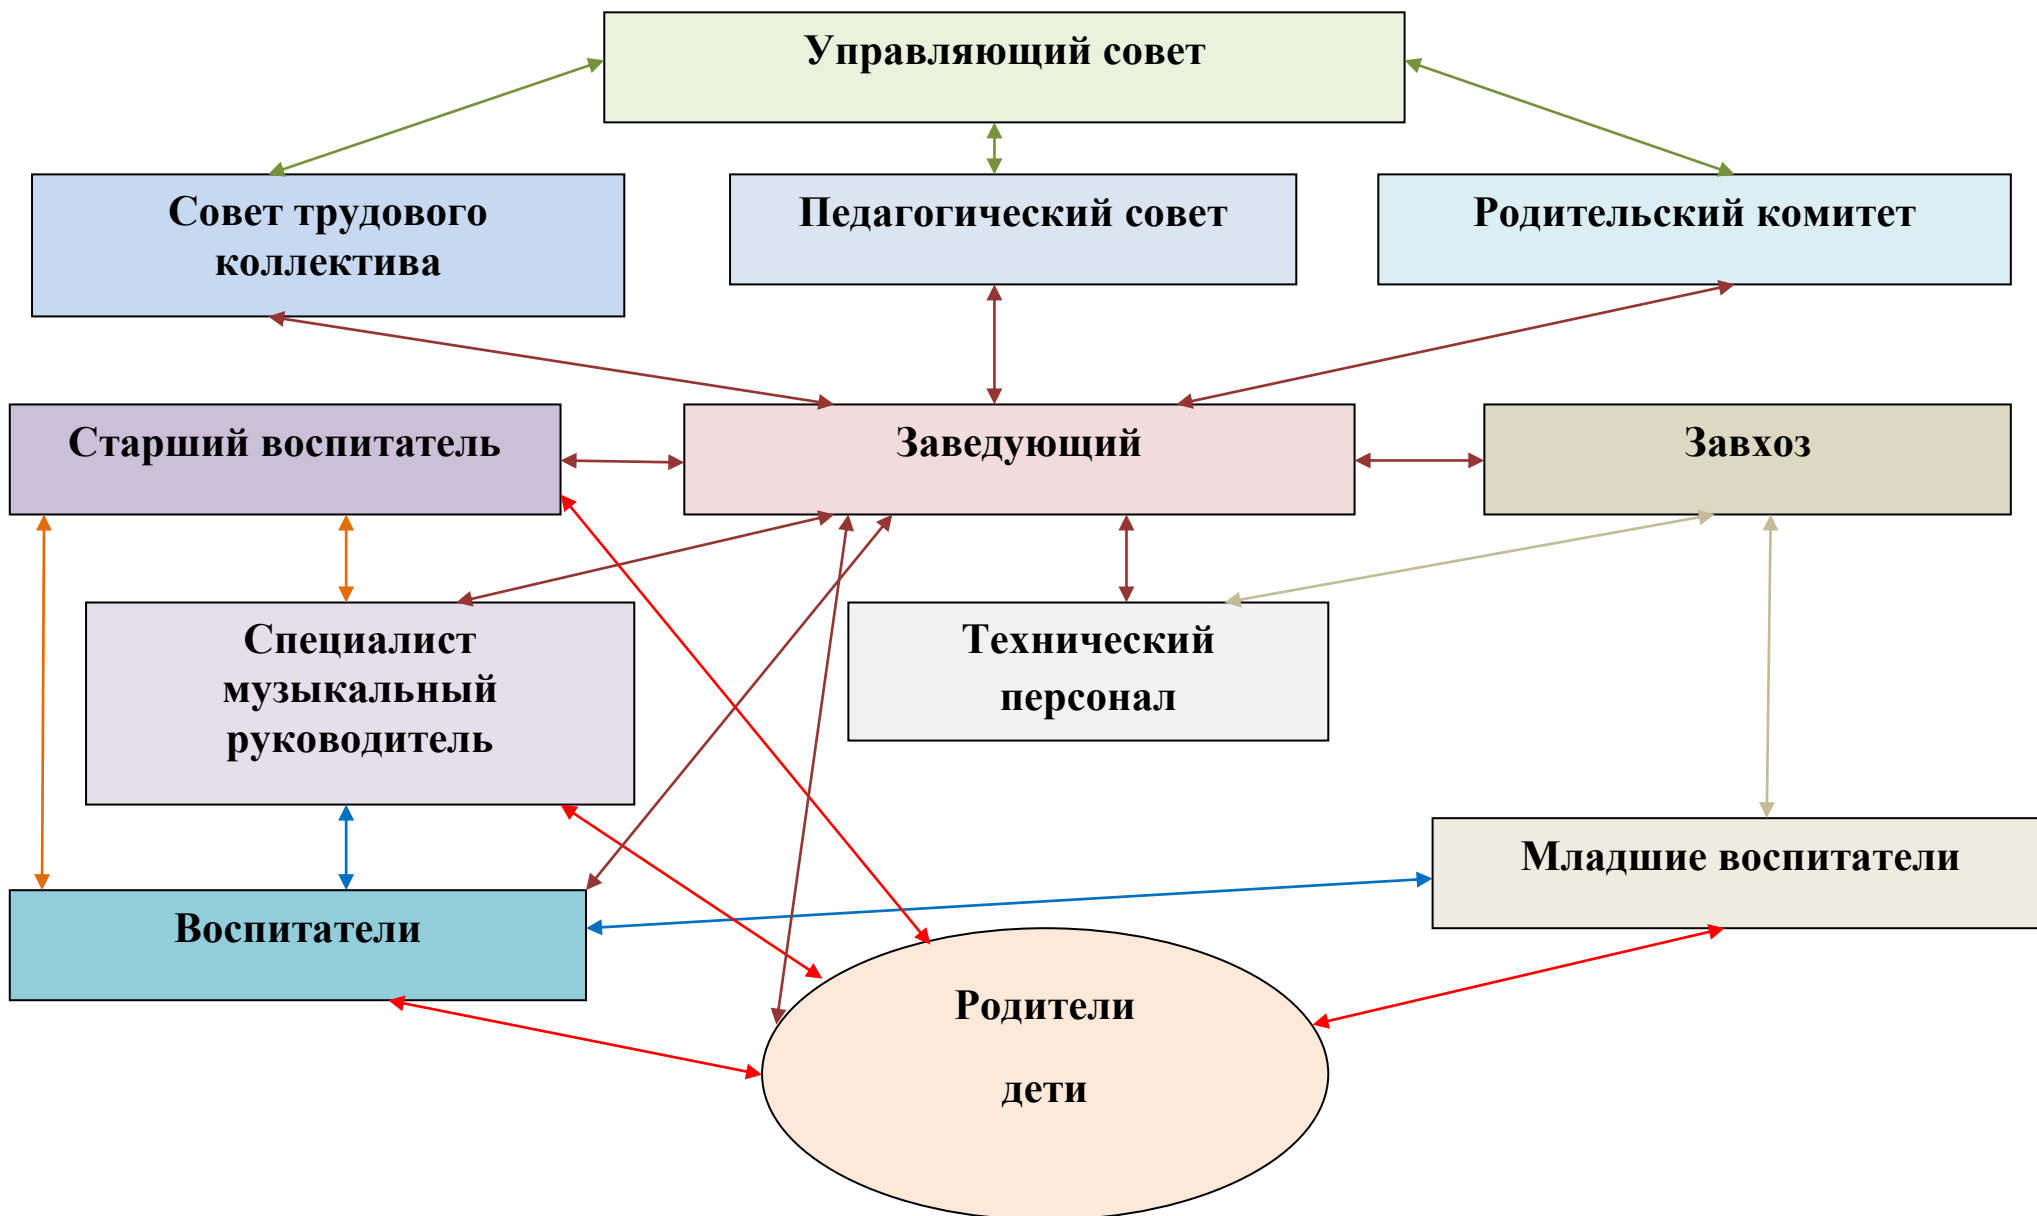 Управляющий совет
Совет трудового
коллектива
Педагогический совет
Родительский комитет
Старший воспитатель
Заведующий
Завхоз
Специалист
музыкальный
руководитель
Технический
персонал
Младшие воспитатели
Воспитатели
Родители
дети